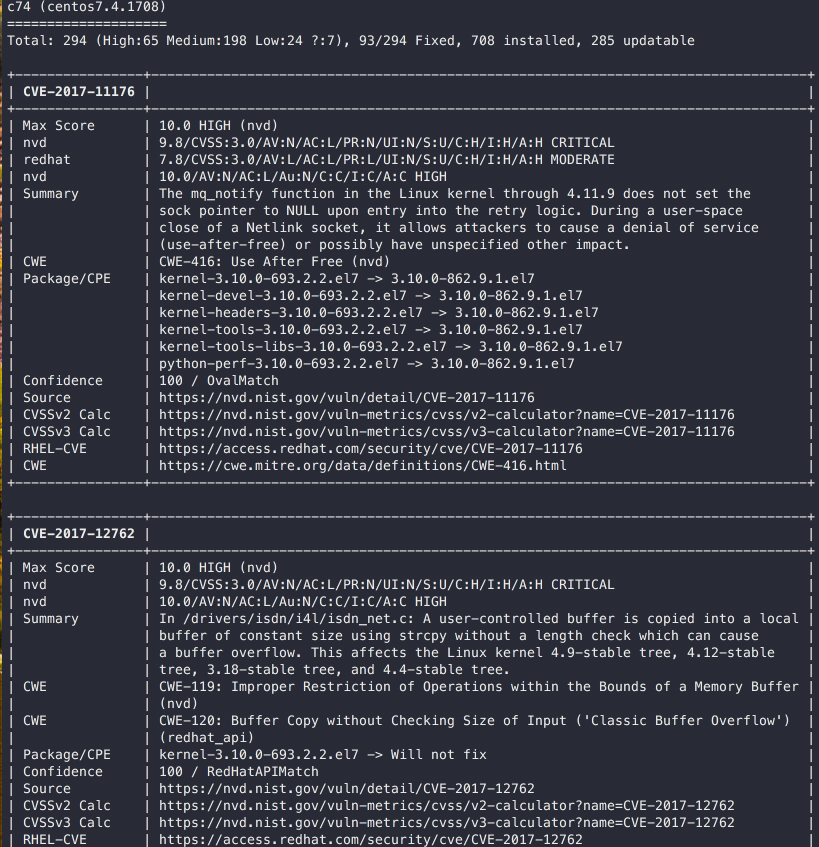 c74 (centos7.4.1708)
====================
Total: 294 (High:65 Medium:198 Low:24 ?:7), 93/294 Fixed, 708 installed, 285 updatable
| CVE-2017-11176 |
| Max Score | 10.0 HIGH (nvd) |
| nvd | 9.8/CVSS:3.0/AV:N/AC:L/PR:N/UI:N/S:U/C:H/I:H/A:H CRITICAL |
| redhat | 7.8/CVSS:3.0/AV:L/AC:L/PR:L/UI:N/S:U/C:H/I:H/A:H MODERATE |
| nvd | 10.0/AV:N/AC:L/Au:N/C:C/I:C/A:C HIGH |
| Summary | The mq_notify function in the Linux kernel through 4.11.9 does not set the |
| | sock pointer to NULL upon entry into the retry logic. During a user-space |
| | close of a Netlink socket, it allows attackers to cause a denial of service |
| | (use-after-free) or possibly have unspecified other impact. |
| CWE | CWE-416: Use After Free (nvd) |
| Package/CPE | kernel-3.10.0-693.2.2.el7 -> 3.10.0-862.9.1.el7 |
| | kernel-devel-3.10.0-693.2.2.el7 -> 3.10.0-862.9.1.el7 |
| | kernel-headers-3.10.0-693.2.2.el7 -> 3.10.0-862.9.1.el7 |
| | kernel-tools-3.10.0-693.2.2.el7 -> 3.10.0-862.9.1.el7 |
| | kernel-tools-libs-3.10.0-693.2.2.el7 -> 3.10.0-862.9.1.el7 |
| | python-perf-3.10.0-693.2.2.el7 -> 3.10.0-862.9.1.el7 |
| Confidence | 100 / OvalMatch |
| Source | https://nvd.nist.gov/vuln/detail/CVE-2017-11176 |
| CVSSv2 Calc | https://nvd.nist.gov/vuln-metrics/cvss/v2-calculator?name=CVE-2017-11176 |
| CVSSv3 Calc | https://nvd.nist.gov/vuln-metrics/cvss/v3-calculator?name=CVE-2017-11176 |
| RHEL-CVE | https://access.redhat.com/security/cve/CVE-2017-11176 |
| CWE | https://cwe.mitre.org/data/definitions/CWE-416.html |
| CVE-2017-12762 |
| Max Score | 10.0 HIGH (nvd) |
| nvd | 9.8/CVSS:3.0/AV:N/AC:L/PR:N/UI:N/S:U/C:H/I:H/A:H CRITICAL |
| nvd | 10.0/AV:N/AC:L/Au:N/C:C/I:C/A:C HIGH |
| Summary | In /drivers/isdn/i4l/isdn_net.c: A user-controlled buffer is copied into a local |
| | buffer of constant size using strcpy without a length check which can cause |
| | a buffer overflow. This affects the Linux kernel 4.9-stable tree, 4.12-stable |
| | tree, 3.18-stable tree, and 4.4-stable tree. |
| CWE | CWE-119: Improper Restriction of Operations within the Bounds of a Memory Buffer |
| | (nvd) |
| CWE | CWE-120: Buffer Copy without Checking Size of Input ('Classic Buffer Overflow') |
| | (redhat_api) |
| Package/CPE | kernel-3.10.0-693.2.2.el7 -> Will not fix |
| Confidence | 100 / RedHatAPIMatch |
| Source | https://nvd.nist.gov/vuln/detail/CVE-2017-12762 |
| CVSSv2 Calc | https://nvd.nist.gov/vuln-metrics/cvss/v2-calculator?name=CVE-2017-12762 |
| CVSSv3 Calc | https://nvd.nist.gov/vuln-metrics/cvss/v3-calculator?name=CVE-2017-12762 |
| RHEL-CVE | https://access.redhat.com/security/cve/CVE-2017-12762 |